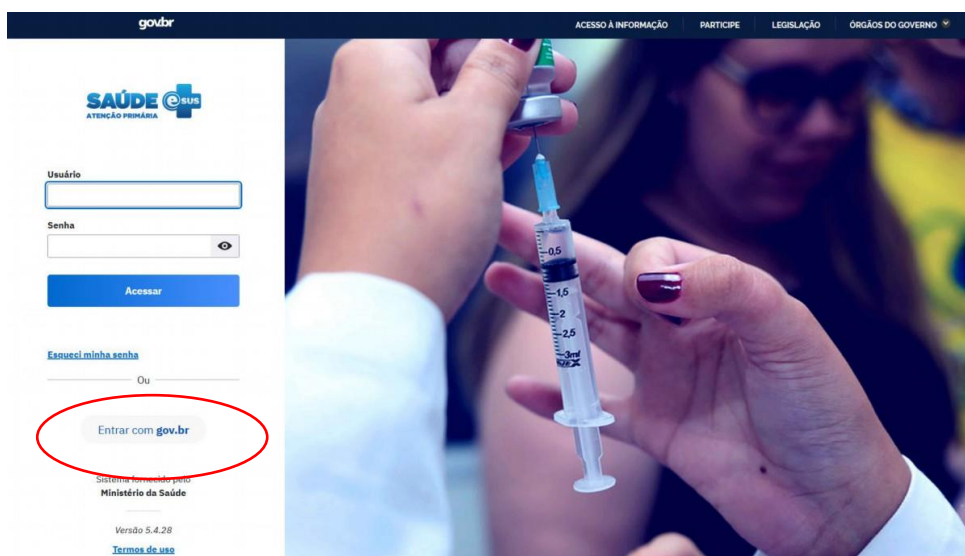 gov.br
ACESSO À INFORMAÇÃO
PARTICIPE
LEGISLAÇÃO
ÓRGÃOS DO GOVERNO
SAÚDE e SUS
ATENÇÃO PRIMÁRIA
Usuário
Senha
Acessar
Esqueci minha senha
Ou
Entrar com gov.br
Sistema fornecido pelo
Ministério da Saúde
Versão 5.4.28
Termos de uso
0,5
1,5
2
2,5
3ml